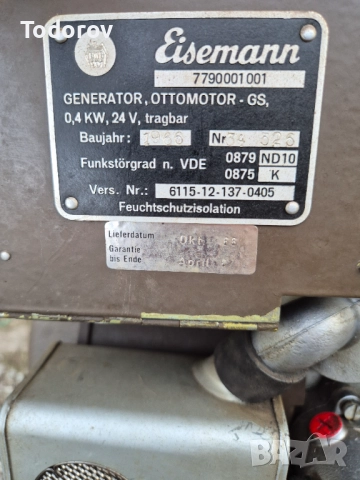 Todorov
Eisemann
7790001001
GENERATOR, OTTOMOTOR - GS,
0,4 KW, 24 V, tragbar
Baujahr: Nr
Funkstörgrad n. VDE 0879 ND10
0875 K
Vers. Nr.: 6115-12-137-0405
Feuchtschutzisolation
Lieferdatum
Garantie
bis Ende
bazar